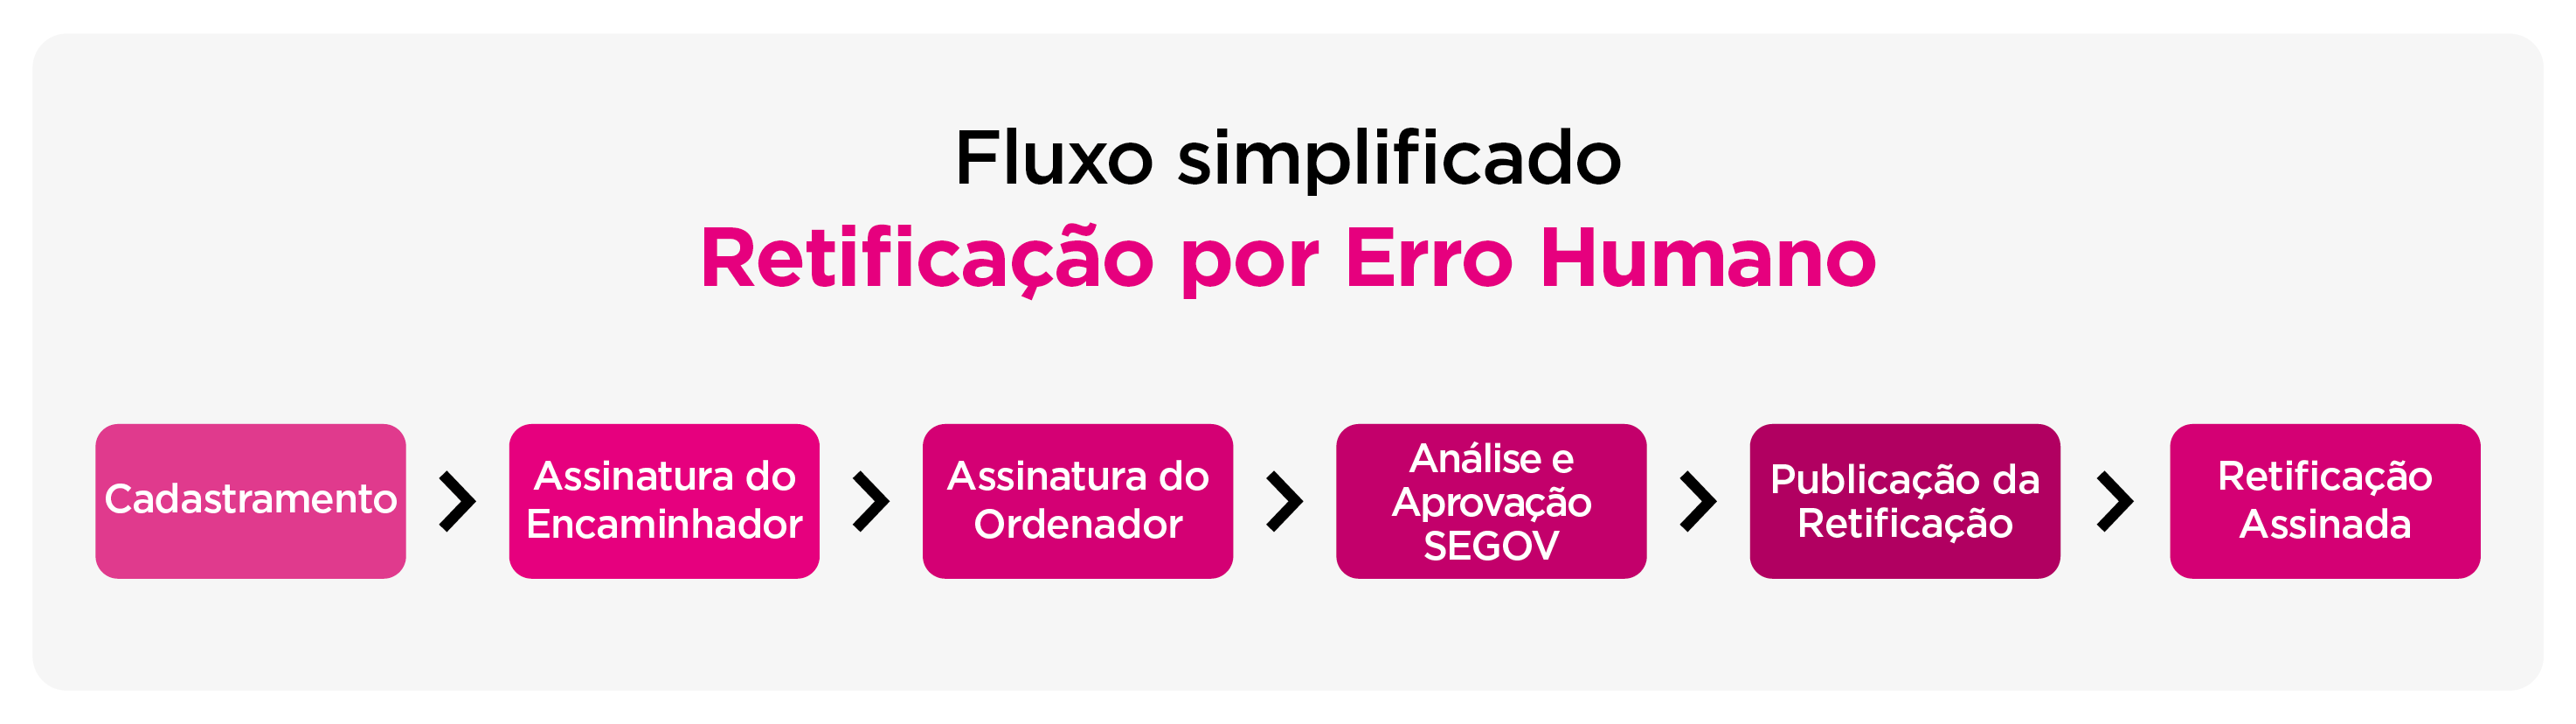 Fluxo simplificado
Retificação por Erro Humano
Cadastramento
Assinatura do
Encaminhador
Assinatura do
Ordenador
Análise e
Aprovação
SEGOV
Publicação da
Retificação
Retificação
Assinada